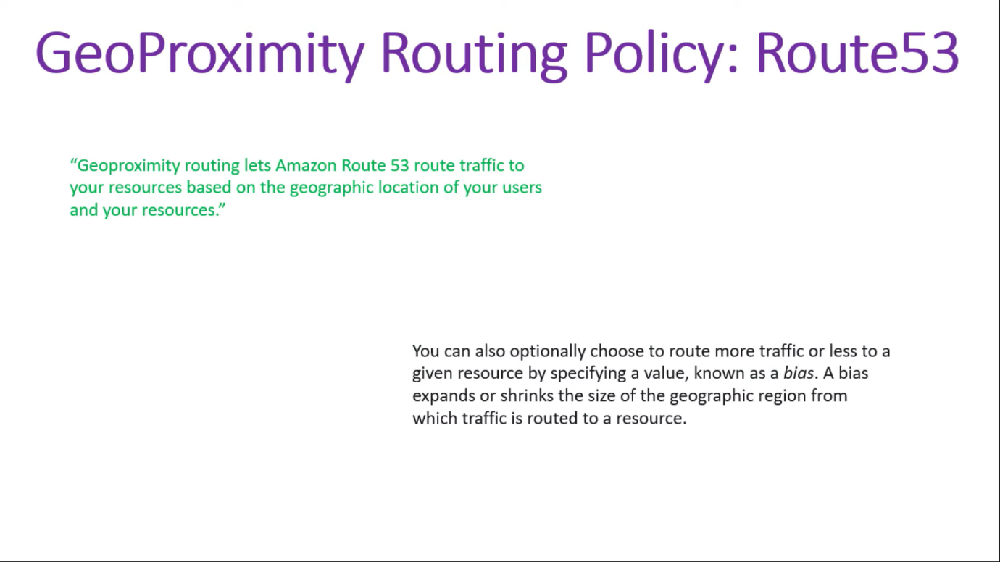 GeoProximity Routing Policy: Route53
“Geoproximity routing lets Amazon Route 53 route traffic to
your resources based on the geographic location of your users
and your resources.”
You can also optionally choose to route more traffic or less to a
given resource by specifying a value, known as a bias. A bias
expands or shrinks the size of the geographic region from
which traffic is routed to a resource.